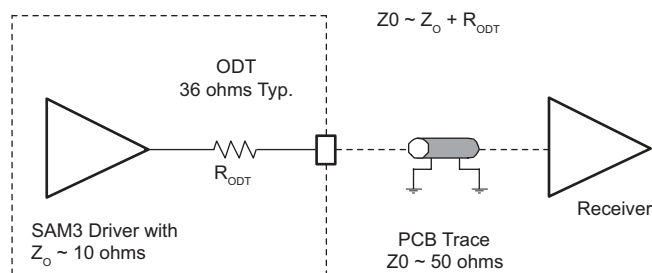 Z0 ~ Zo + RODT
ODT
36 ohms Typ.
RODT
SAM3 Driver with
Zo ~ 10 ohms
PCB Trace
Z0 ~ 50 ohms
Receiver